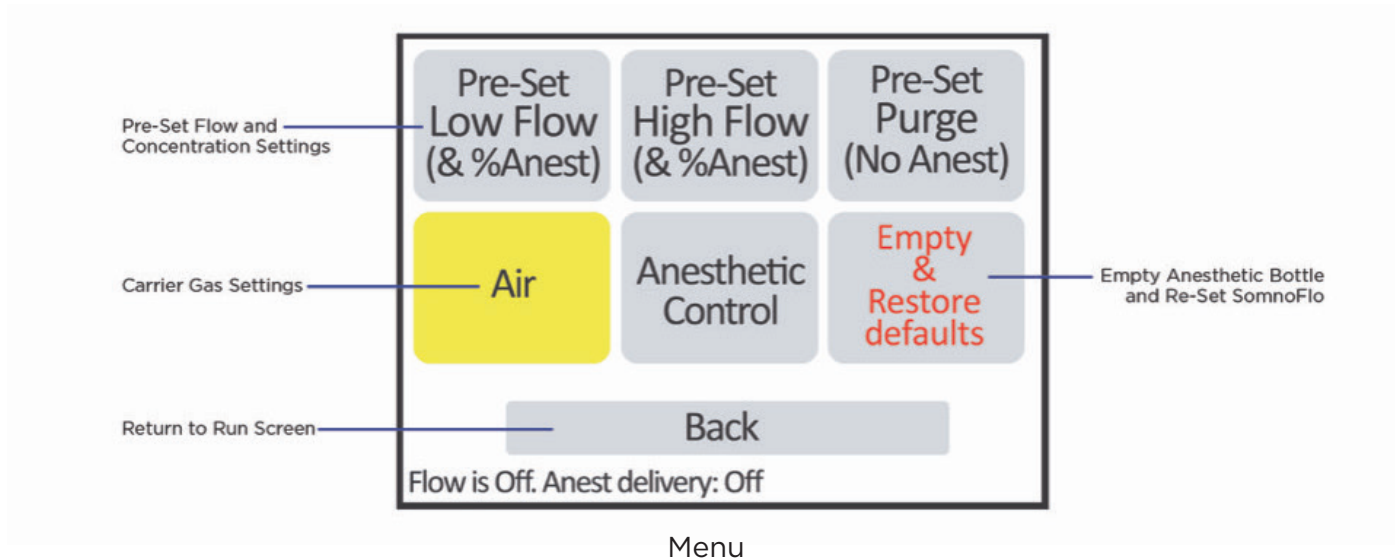 Pre-Set
Low Flow
(& %Anest)
Pre-Set
High Flow
(& %Anest)
Pre-Set
Purge
(No Anest)
Pre-Set Flow and
Concentration Settings
Air
Anesthetic
Control
Empty
&
Restore
defaults
Carrier Gas Settings
Empty Anesthetic Bottle
and Re-Set SomnoFlo
Return to Run Screen
Back
Flow is Off. Anest delivery: Off
Menu